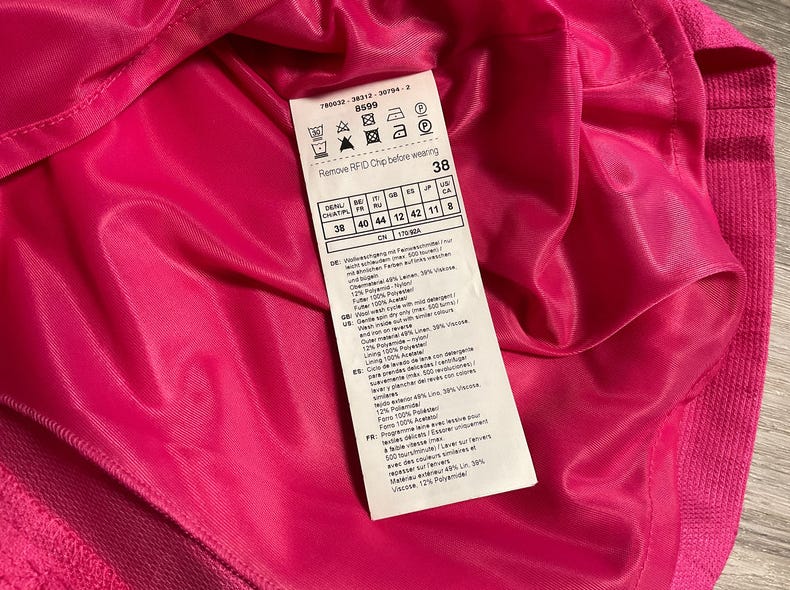 780032 - 38312 - 30794 - 2
8599
30
Remove RFID Chip before wearing
38
DE/NL/ CH/AT/PL BE/ FR IT/ RU GB ES JP US/ CA
38 40 44 12 42 11 8
CN 170/92A
DE: Wollwaschgang mit Feinwaschmittel / nur
leicht schleudern (max. 500 touren) /
mit ähnlichen Farben auf links waschen
und bügeln
Obermaterial 49% Leinen, 39% Viskose,
12% Polyamid - Nylon/
Futter 100% Polyester/
Futter 100% Acetat/
GB/ Wool wash cycle with mild detergent /
US: Gentle spin dry only (max. 500 turns) /
Wash inside out with similar colours
and iron on reverse
Outer material 49% Linen, 39% Viscose,
12% Polyamide – nylon/
Lining 100% Polyester/
Lining 100% Acetate/
ES: Ciclo de lavado de lana con detergente
para prendas delicadas / centrifugar
suavemente (máx. 500 revoluciones) /
lavar y planchar del revés con colores
similares
tejido exterior 49% Lino, 39% Viscosa,
12% Poliamida/
Forro 100% Poliéster/
Forro 100% Acetato/
FR: Programme laine avec lessive pour
textiles délicats / Essorer uniquement
à faible vitesse (max.
500 tours/minute) / Laver sur l'envers
avec des couleurs similaires et
repasser sur l'envers
Matériau extérieur 49% Lin, 39%
Viscose, 12% Polyamide/